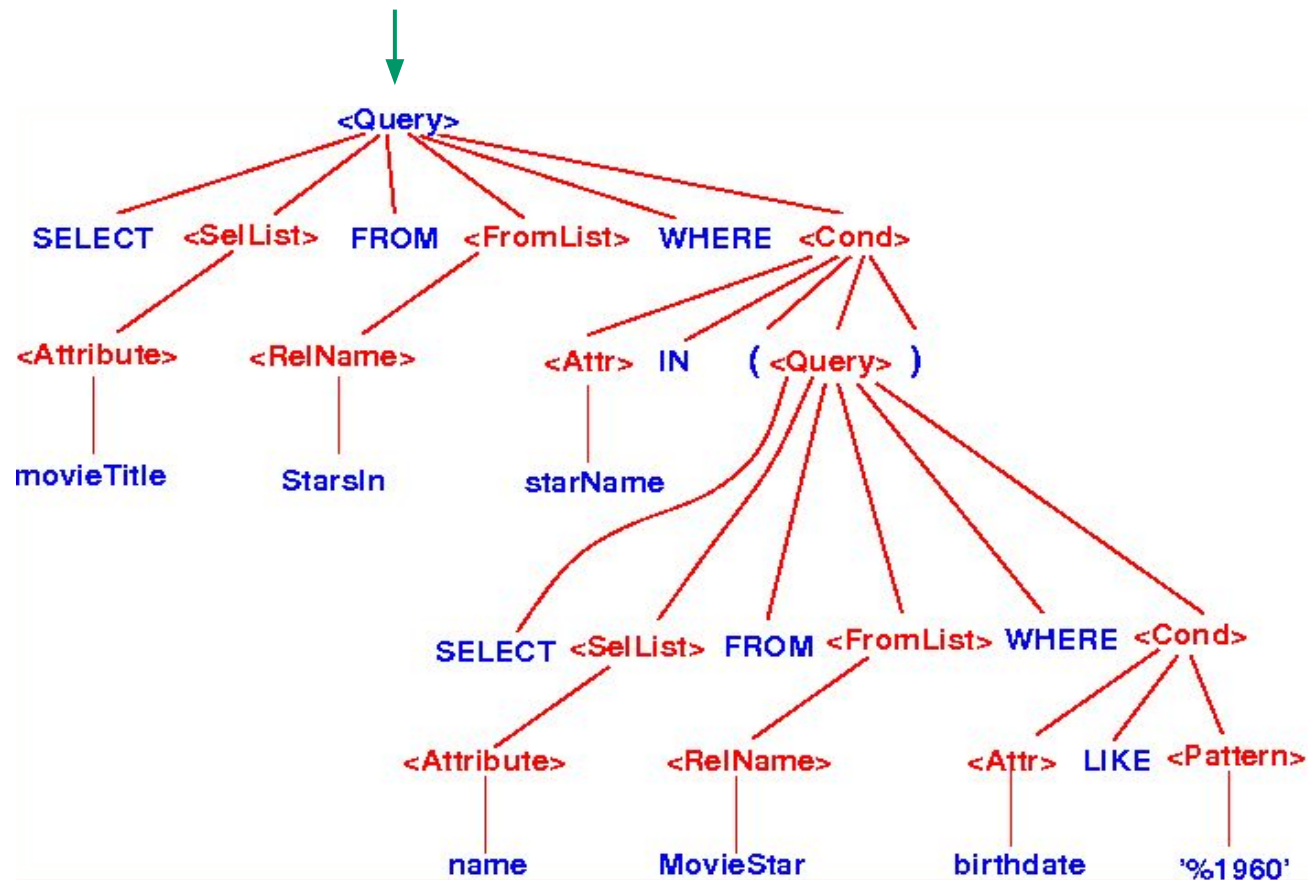 <Query>
SELECT <SelList> FROM <FromList> WHERE <Cond>
<Attribute> <RelName> <Attr> IN ( <Query> )
movieTitle StarsIn starName
SELECT <SelList> FROM <FromList> WHERE <Cond>
<Attribute> <RelName> <Attr> LIKE <Pattern>
name MovieStar birthdate '%1960'